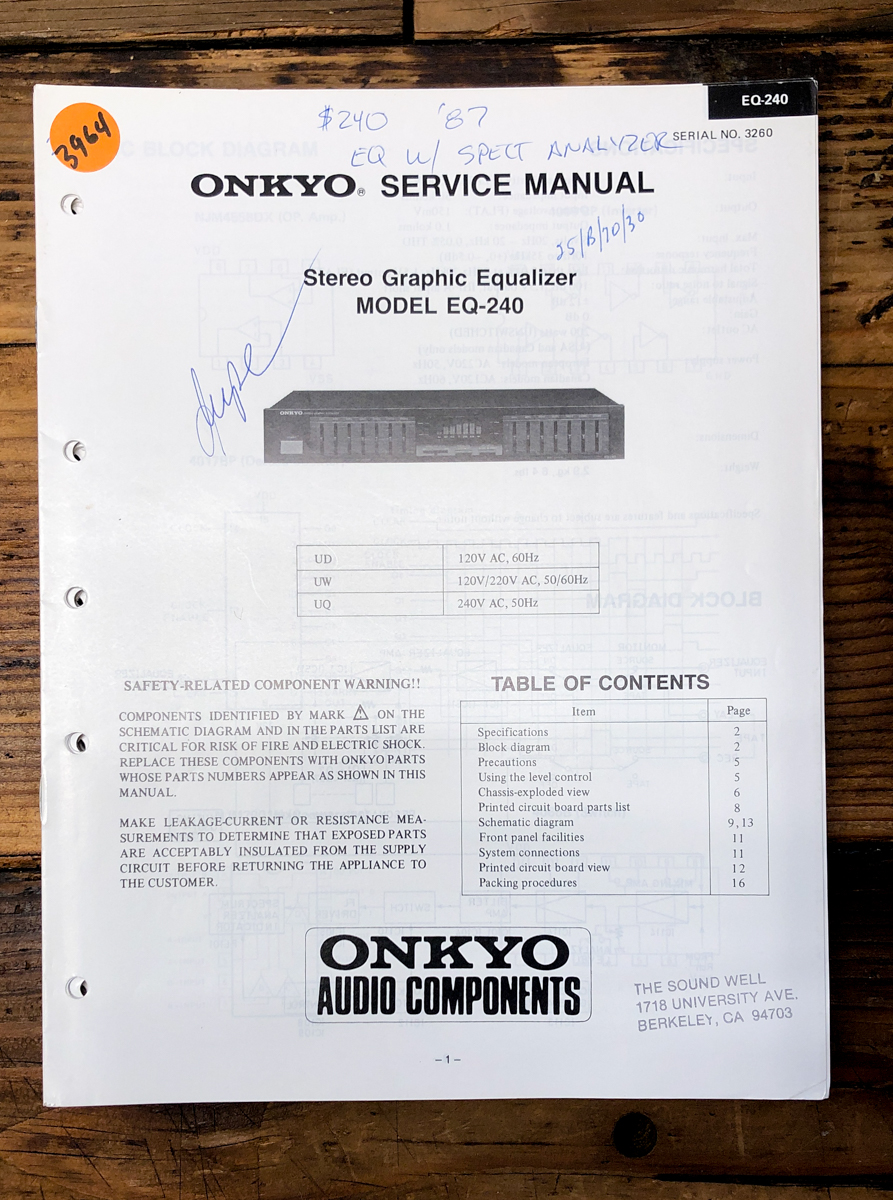 EQ-240
SERIAL NO. 3260
3964
$240 '87
EQ W/ SPECT ANALYZER
ONKYO® SERVICE MANUAL
Stereo Graphic Equalizer
MODEL EQ-240
ONKYO
UD 120V AC, 60Hz
UW 120V/220V AC, 50/60Hz
UQ 240V AC, 50Hz
SAFETY-RELATED COMPONENT WARNING!!
COMPONENTS IDENTIFIED BY MARK ⚠ ON THE
SCHEMATIC DIAGRAM AND IN THE PARTS LIST ARE
CRITICAL FOR RISK OF FIRE AND ELECTRIC SHOCK.
REPLACE THESE COMPONENTS WITH ONKYO PARTS
WHOSE PARTS NUMBERS APPEAR AS SHOWN IN THIS
MANUAL.
MAKE LEAKAGE-CURRENT OR RESISTANCE MEA-
SUREMENTS TO DETERMINE THAT EXPOSED PARTS
ARE ACCEPTABLY INSULATED FROM THE SUPPLY
CIRCUIT BEFORE RETURNING THE APPLIANCE TO
THE CUSTOMER.
TABLE OF CONTENTS
Item Page
Specifications 2
Block diagram 2
Precautions 5
Using the level control 5
Chassis-exploded view 6
Printed circuit board parts list 8
Schematic diagram 9,13
Front panel facilities 11
System connections 11
Printed circuit board view 12
Packing procedures 16
ONKYO
AUDIO COMPONENTS
THE SOUND WELL
1718 UNIVERSITY AVE.
BERKELEY, CA 94703
– 1 –